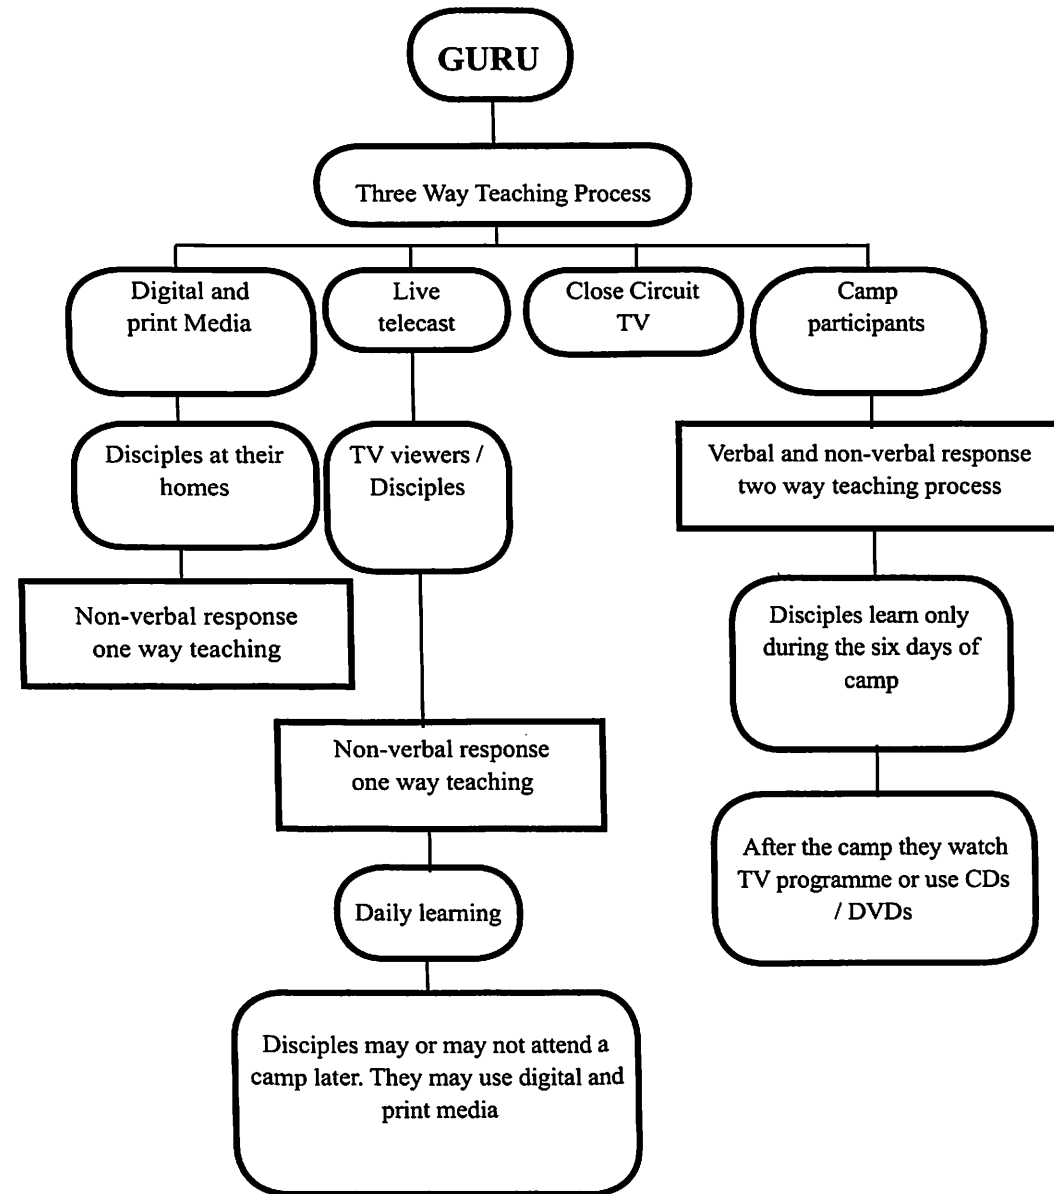 GURU
Three Way Teaching Process
Digital and
print Media
Live
telecast
Close Circuit
TV
Camp
participants
Disciples at their
homes
TV viewers /
Disciples
Verbal and non-verbal response
two way teaching process
Non-verbal response
one way teaching
Disciples learn only
during the six days of
camp
Non-verbal response
one way teaching
After the camp they watch
TV programme or use CDs
/ DVDs
Daily learning
Disciples may or may not attend a
camp later. They may use digital and
print media